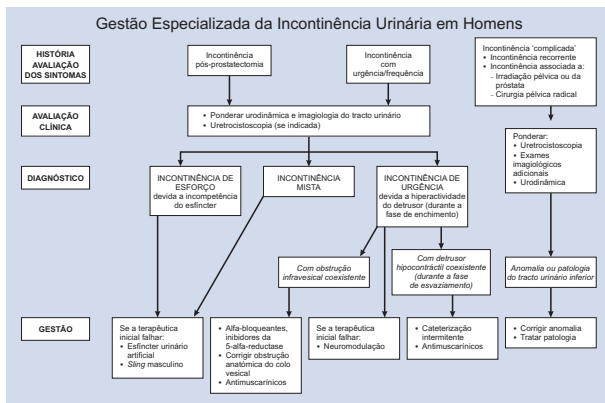 Gestão Especializada da Incontinência Urinária em Homens
HISTÓRIA
AVALIAÇÃO
DOS SINTOMAS
Incontinência
pós-prostatectomia
Incontinência
com
urgência/frequência
Incontinência 'complicada'
• Incontinência recorrente
• Incontinência associada a:
- Irradiação pélvica ou da
próstata
- Cirurgia pélvica radical
AVALIAÇÃO
CLÍNICA
• Ponderar urodinâmica e imagiologia do tracto urinário
• Uretrocistoscopia (se indicada)
Ponderar:
• Uretrocistoscopia
• Exames
imagiológicos
adicionais
• Urodinâmica
DIAGNÓSTICO
INCONTINÊNCIA DE
ESFORÇO
devida a incompetência
do esfíncter
INCONTINÊNCIA
MISTA
INCONTINÊNCIA DE
URGÊNCIA
devida a hiperactividade
do detrusor (durante a
fase de enchimento)
Com obstrução
infravesical coexistente
Com detrusor
hipocontráctil coexistente
(durante a fase
de esvaziamento)
Anomalia ou patologia
do tracto urinário inferior
GESTÃO
Se a terapêutica
inicial falhar:
• Esfíncter urinário
artificial
• Sling masculino
• Alfa-bloqueantes,
inibidores da
5-alfa-reductase
• Corrigir obstrução
anatómica do colo
vesical
• Antimuscarínicos
Se a terapêutica
inicial falhar:
• Neuromodulação
• Cateterização
intermitente
• Antimuscarínicos
• Corrigir anomalia
• Tratar patologia